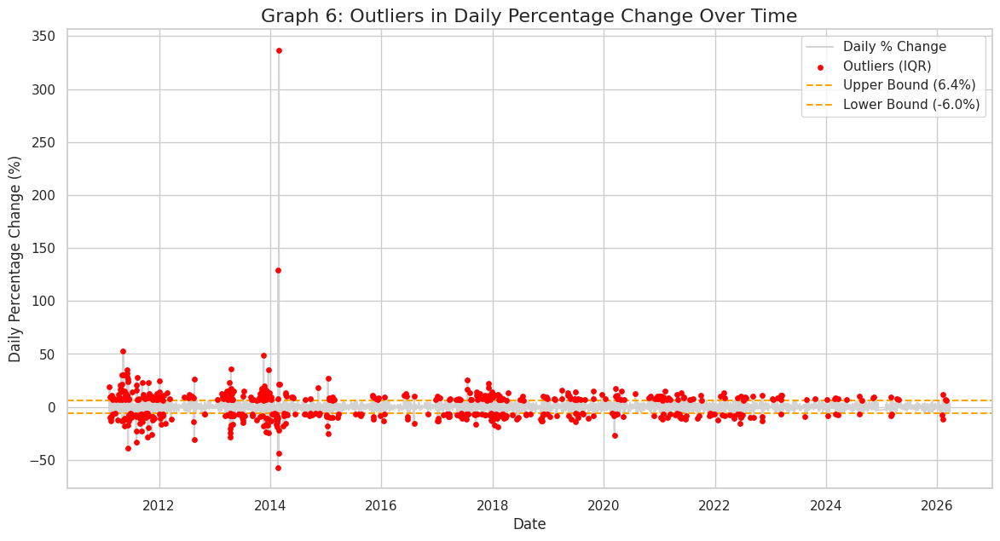 Graph 6: Outliers in Daily Percentage Change Over Time
Daily % Change
Outliers (IQR)
Upper Bound (6.4%)
Lower Bound (-6.0%)
Daily Percentage Change (%)
350
300
250
200
150
100
50
0
−50
2012
2014
2016
2018
2020
2022
2024
2026
Date